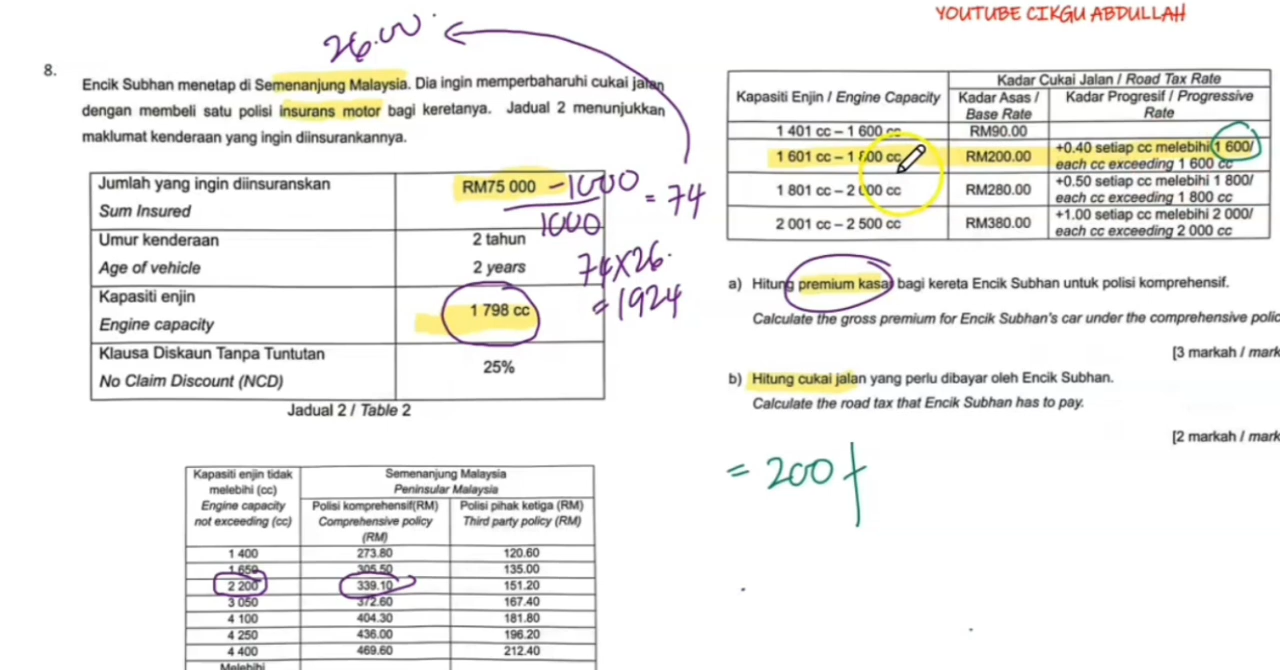 YOUTUBE CIKGU ABDULLAH
26.00
8.
Encik Subhan menetap di Semenanjung Malaysia. Dia ingin memperbaharuhi cukai jalan
dengan membeli satu polisi insurans motor bagi keretanya. Jadual 2 menunjukkan
maklumat kenderaan yang ingin diinsurankannya.
Jumlah yang ingin diinsuranskan
Sum Insured
RM75 000 - 1000
1000
= 74
Umur kenderaan
Age of vehicle
2 tahun
2 years
74 x 26.
= 1924
Kapasiti enjin
Engine capacity
1 798 cc
Klausa Diskaun Tanpa Tuntutan
No Claim Discount (NCD)
25%
Jadual 2 / Table 2
Kapasiti enjin tidak
melebihi (cc)
Engine capacity
not exceeding (cc)
Semenanjung Malaysia
Peninsular Malaysia
Polisi komprehensif(RM)
Comprehensive policy
(RM)
Polisi pihak ketiga (RM)
Third party policy (RM)
1 400 273.80 120.60
1 650 305.50 135.00
2 200 339.10 151.20
3 050 372.60 167.40
4 100 404.30 181.80
4 250 436.00 196.20
4 400 469.60 212.40
Melebihi
Kapasiti Enjin / Engine Capacity
Kadar Cukai Jalan / Road Tax Rate
Kadar Asas /
Base Rate
Kadar Progresif / Progressive
Rate
1 401 cc – 1 600 cc RM90.00
1 601 cc – 1 800 cc RM200.00 +0.40 setiap cc melebihi 1 600/
each cc exceeding 1 600 cc
1 801 cc – 2 000 cc RM280.00 +0.50 setiap cc melebihi 1 800/
each cc exceeding 1 800 cc
2 001 cc – 2 500 cc RM380.00 +1.00 setiap cc melebihi 2 000/
each cc exceeding 2 000 cc
a) Hitung premium kasar bagi kereta Encik Subhan untuk polisi komprehensif.
Calculate the gross premium for Encik Subhan's car under the comprehensive polic
[3 markah / mark
b) Hitung cukai jalan yang perlu dibayar oleh Encik Subhan.
Calculate the road tax that Encik Subhan has to pay.
[2 markah / mark
= 200 +